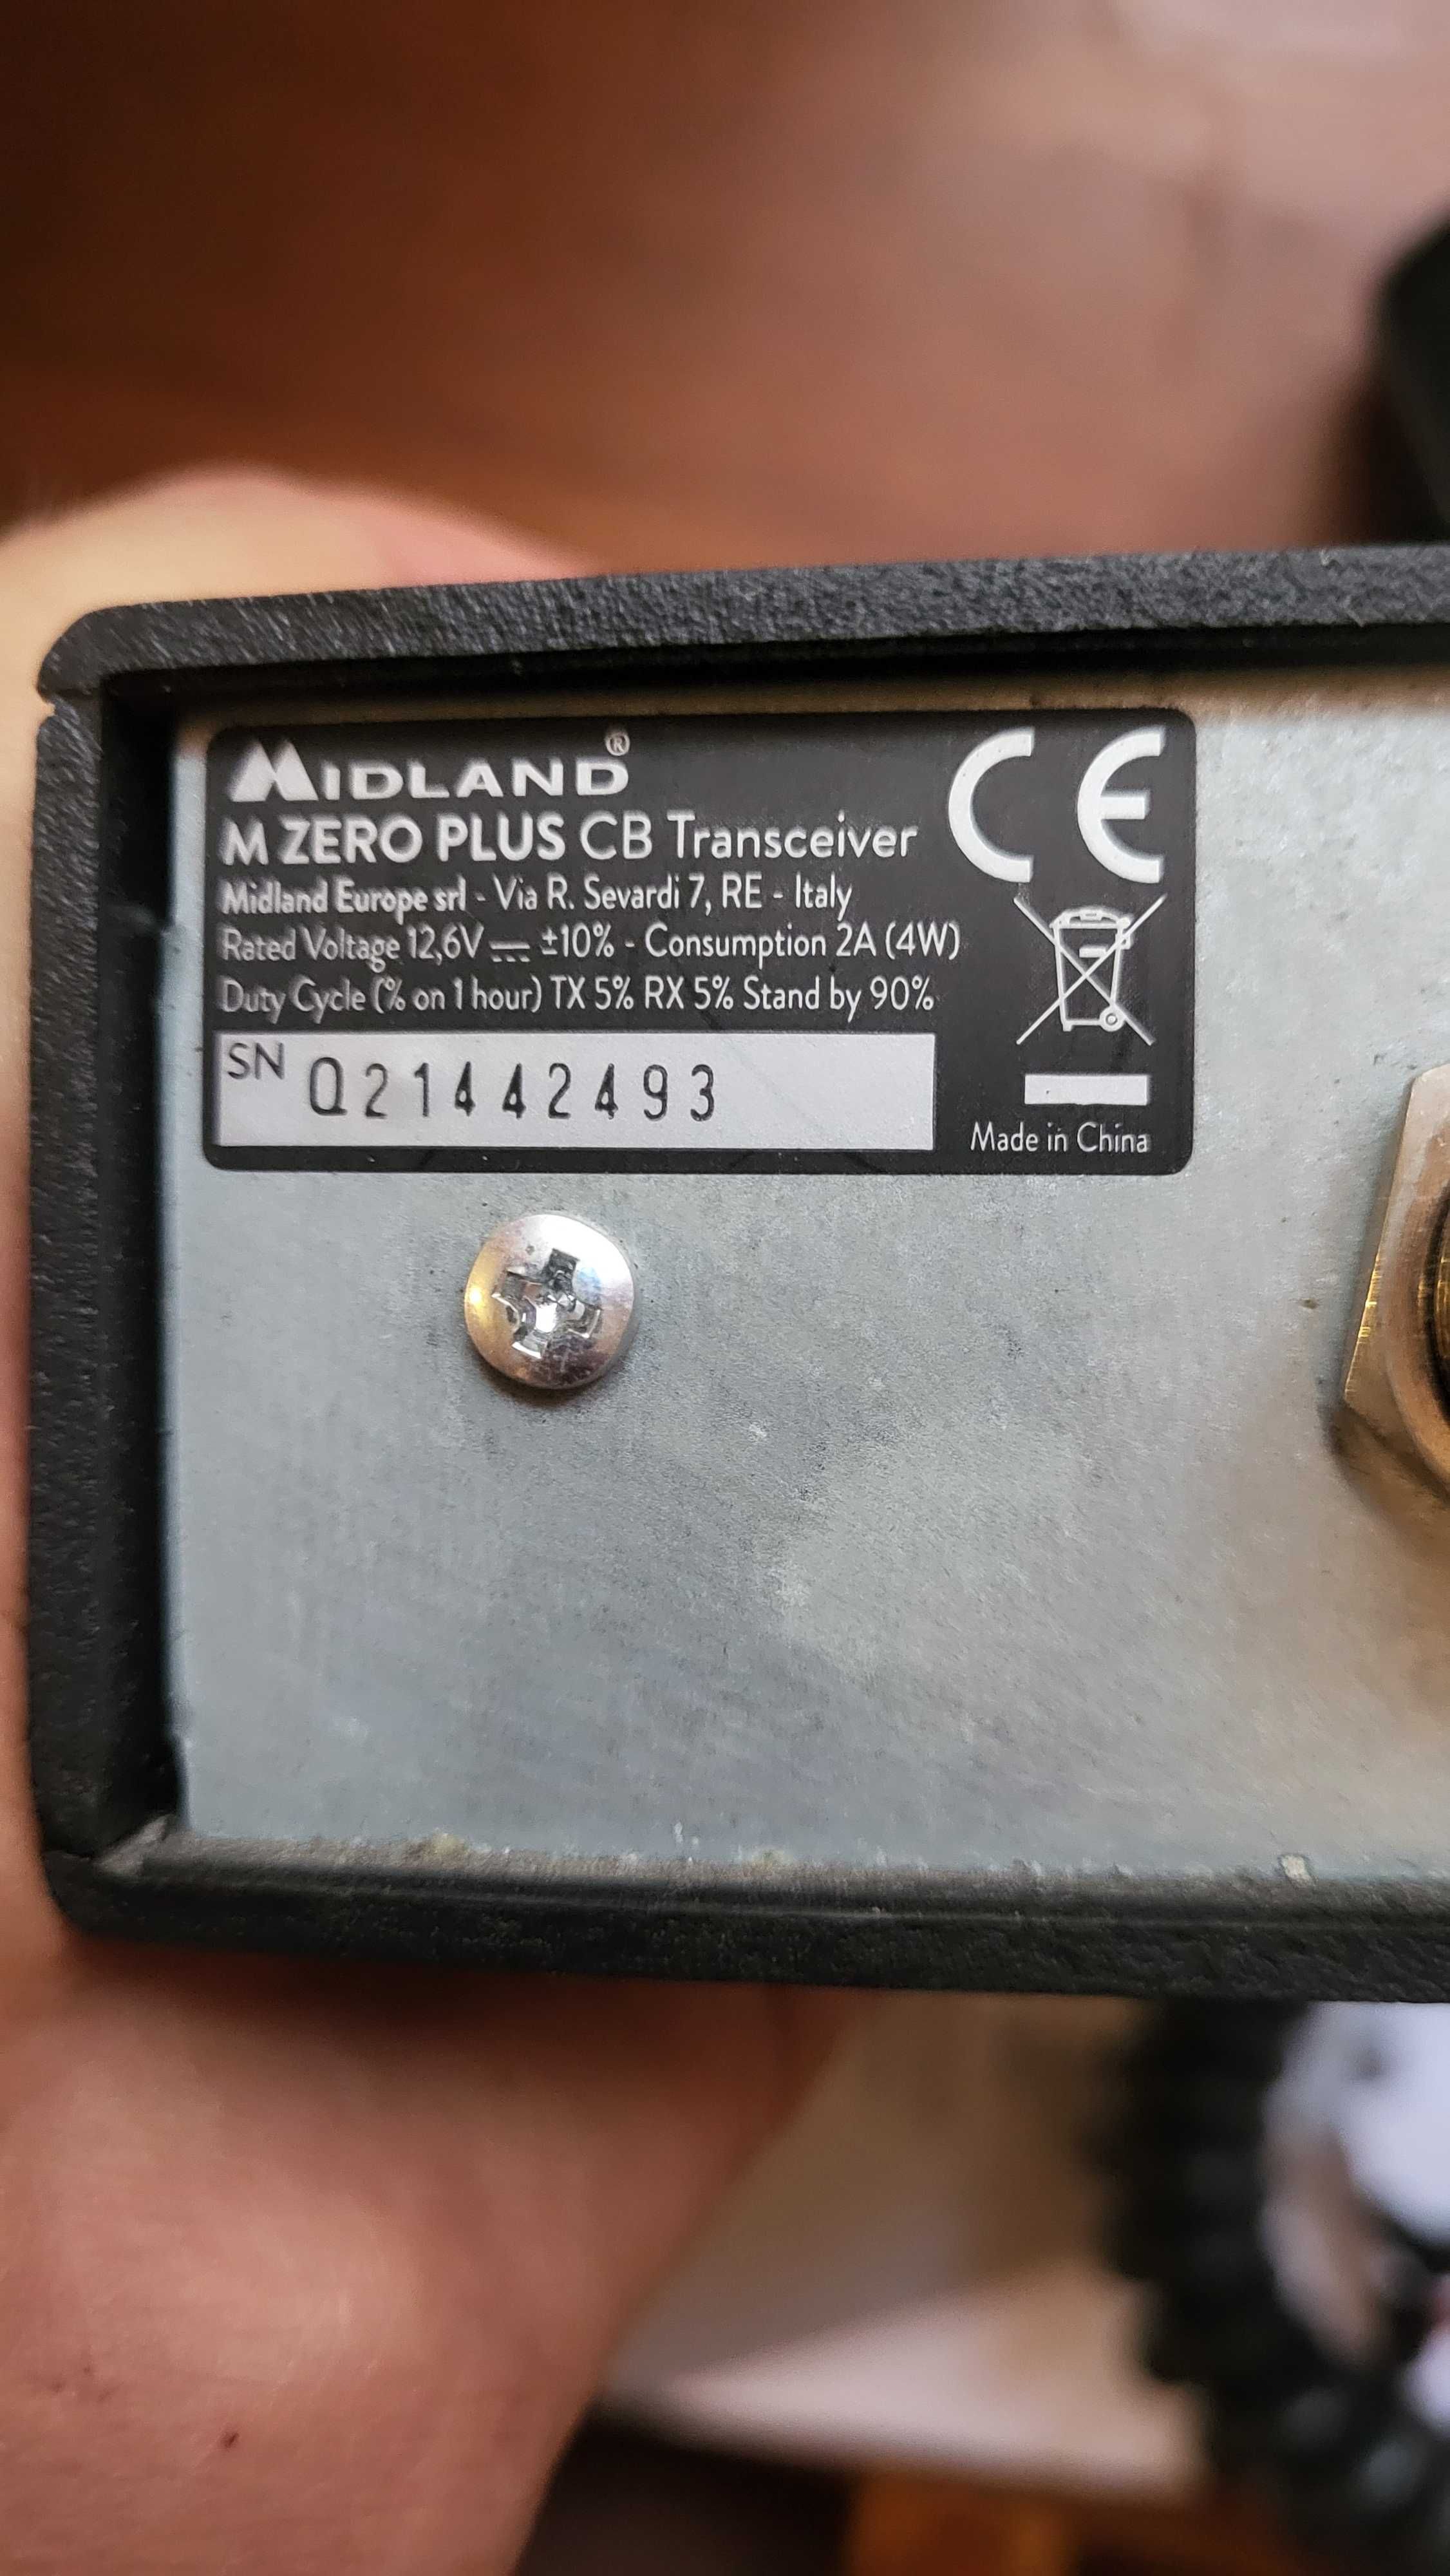 MIDLAND®
M ZERO PLUS CB Transceiver
Midland Europe srl - Via R. Sevardi 7, RE - Italy
Rated Voltage 12,6V ⎓ ±10% - Consumption 2A (4W)
Duty Cycle (% on 1 hour) TX 5% RX 5% Stand by 90%
SN Q21442493
CE
Made in China